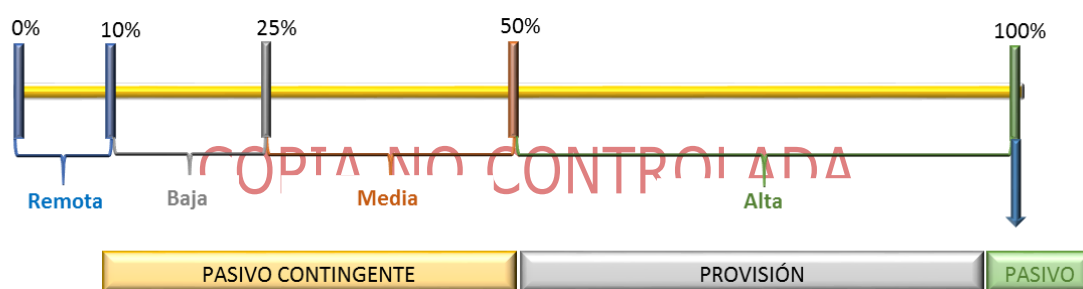 0% 10% 25% 50% 100%
COPIA NO CONTROLADA
Remota Baja Media Alta
PASIVO CONTINGENTE PROVISIÓN PASIVO